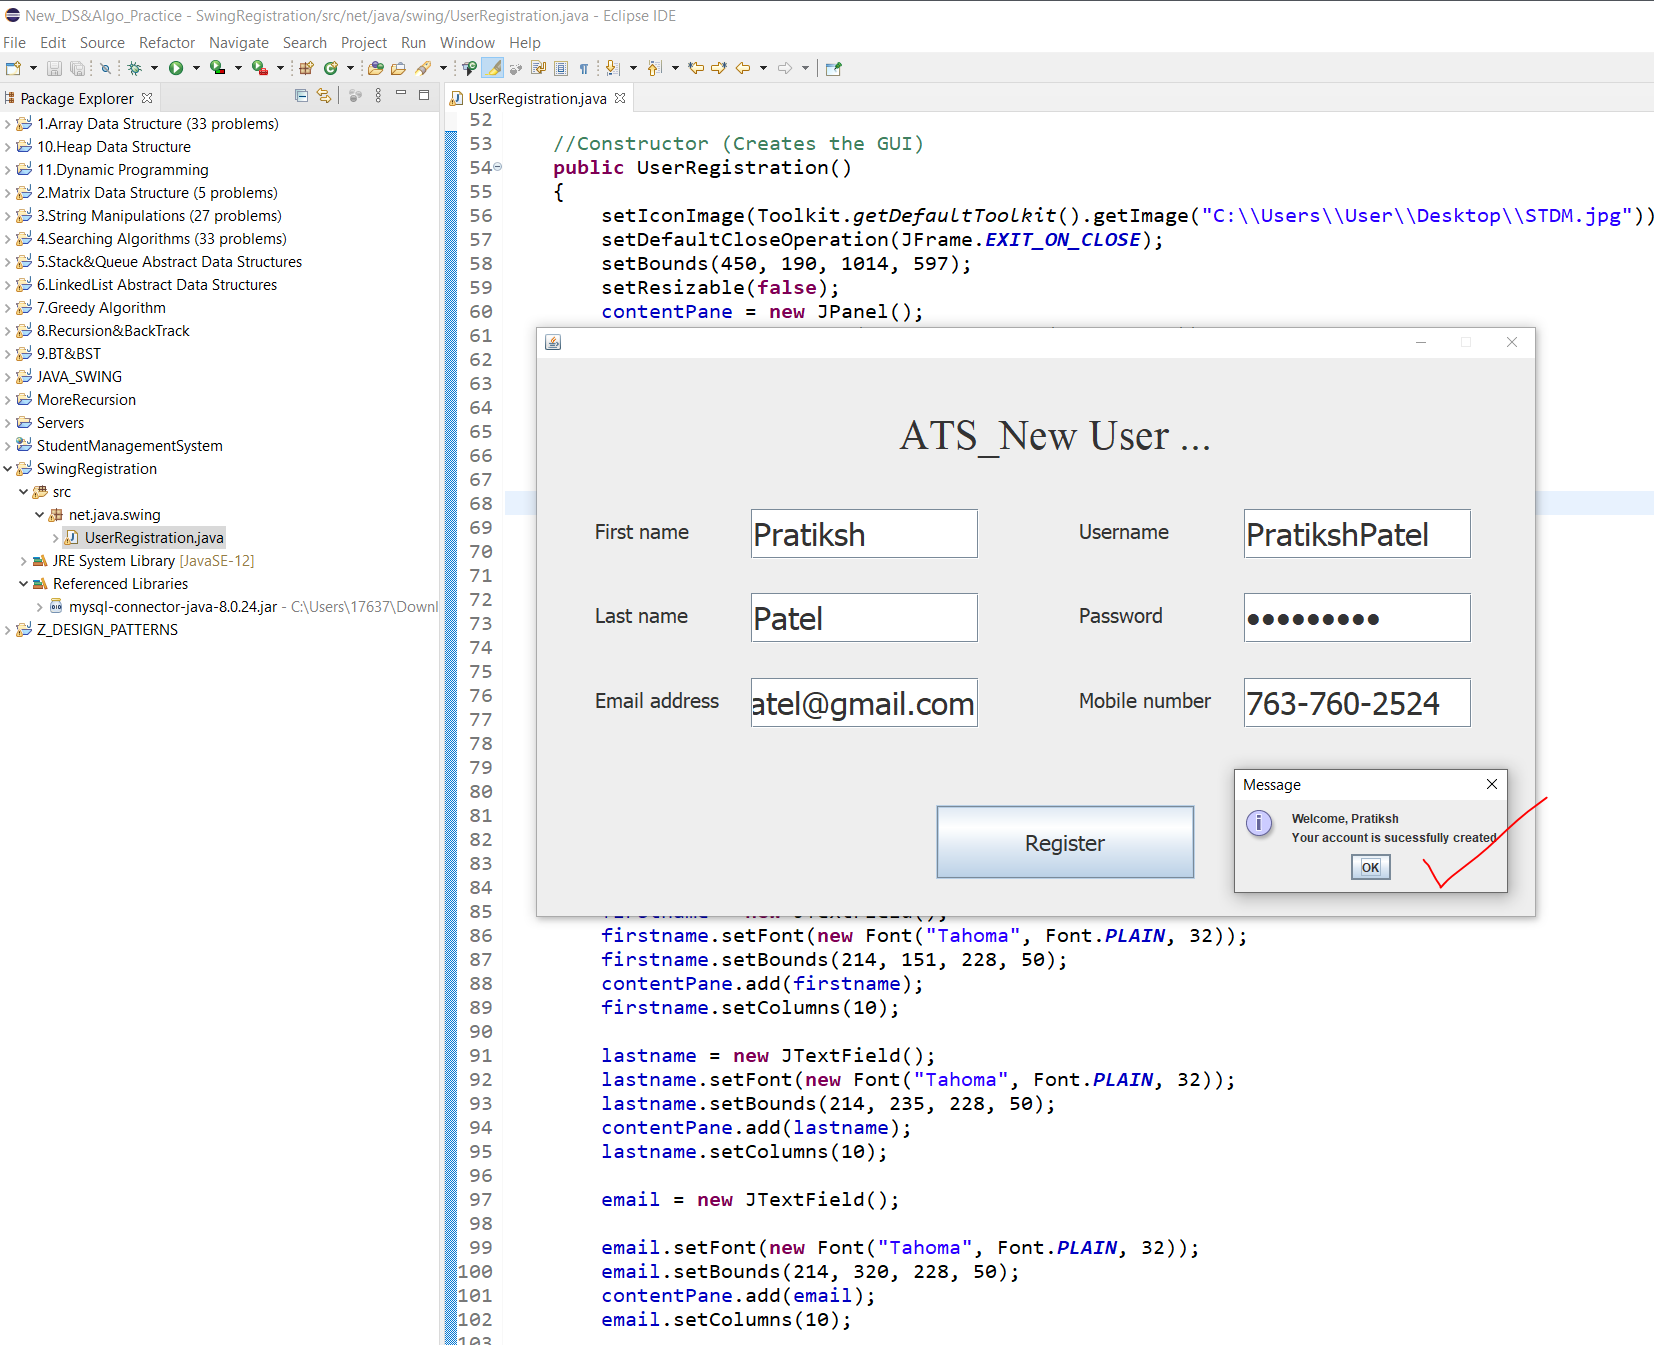 New_DS&Algo_Practice - SwingRegistration/src/net/java/swing/UserRegistration.java - Eclipse IDE
File Edit Source Refactor Navigate Search Project Run Window Help
Package Explorer
1.Array Data Structure (33 problems)
10.Heap Data Structure
11.Dynamic Programming
2.Matrix Data Structure (5 problems)
3.String Manipulations (27 problems)
4.Searching Algorithms (33 problems)
5.Stack&Queue Abstract Data Structures
6.LinkedList Abstract Data Structures
7.Greedy Algorithm
8.Recursion&BackTrack
9.BT&BST
JAVA_SWING
MoreRecursion
Servers
StudentManagementSystem
SwingRegistration
src
net.java.swing
UserRegistration.java
JRE System Library [JavaSE-12]
Referenced Libraries
mysql-connector-java-8.0.24.jar - C:\Users\17637\Downl
Z_DESIGN_PATTERNS
UserRegistration.java
52
53 //Constructor (Creates the GUI)
54 public UserRegistration()
55 {
56 setIconImage(Toolkit.getDefaultToolkit().getImage("C:\\Users\\User\\Desktop\\STDM.jpg"))
57 setDefaultCloseOperation(JFrame.EXIT_ON_CLOSE);
58 setBounds(450, 190, 1014, 597);
59 setResizable(false);
60 contentPane = new JPanel();
61
62
63
64
65
66
67
68
69
70
71
72
73
74
75
76
77
78
79
80
81
82
83
84
ATS_New User ...
First name Pratiksh Username PratikshPatel
Last name Patel Password •••••••••
Email address atel@gmail.com Mobile number 763-760-2524
Register
Message
Welcome, Pratiksh
Your account is sucessfully created
OK
85 firstname = new JTextField();
86 firstname.setFont(new Font("Tahoma", Font.PLAIN, 32));
87 firstname.setBounds(214, 151, 228, 50);
88 contentPane.add(firstname);
89 firstname.setColumns(10);
90
91 lastname = new JTextField();
92 lastname.setFont(new Font("Tahoma", Font.PLAIN, 32));
93 lastname.setBounds(214, 235, 228, 50);
94 contentPane.add(lastname);
95 lastname.setColumns(10);
96
97 email = new JTextField();
98
99 email.setFont(new Font("Tahoma", Font.PLAIN, 32));
100 email.setBounds(214, 320, 228, 50);
101 contentPane.add(email);
102 email.setColumns(10);
103